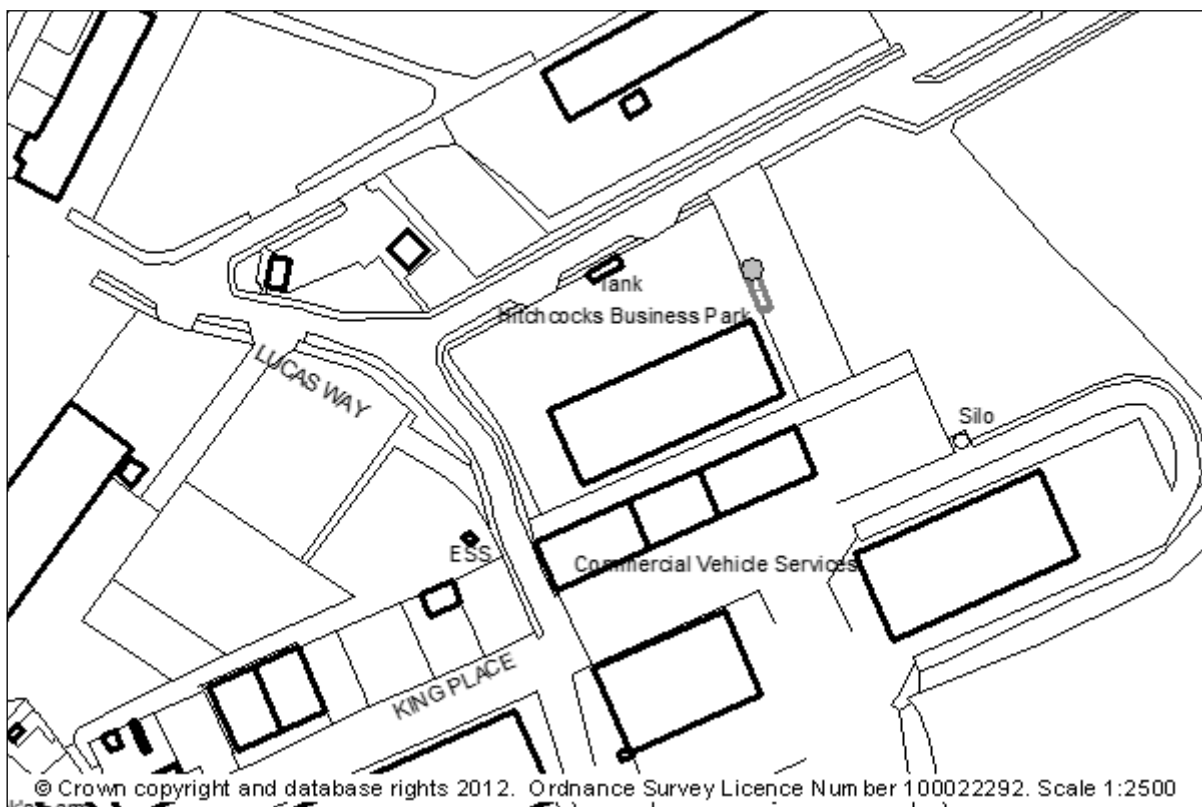 Tank
Hitchcocks Business Park
LUCAS WAY
Silo
ESS
Commercial Vehicle Services
KING PLACE
© Crown copyright and database rights 2012. Ordnance Survey Licence Number 100022292. Scale 1:2500